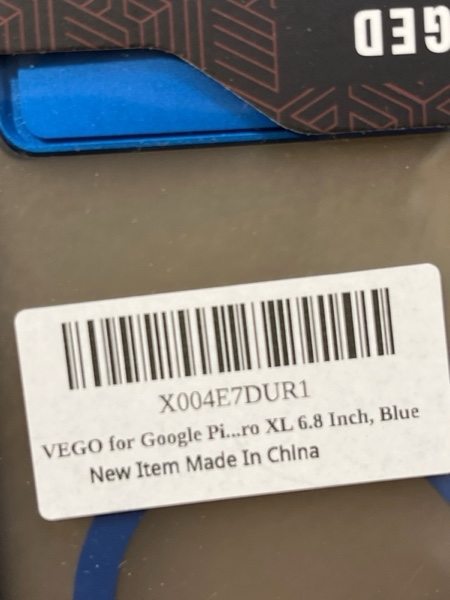 GED
X004E7DUR1
VEGO for Google Pi...ro XL 6.8 Inch, Blue
New Item Made In China